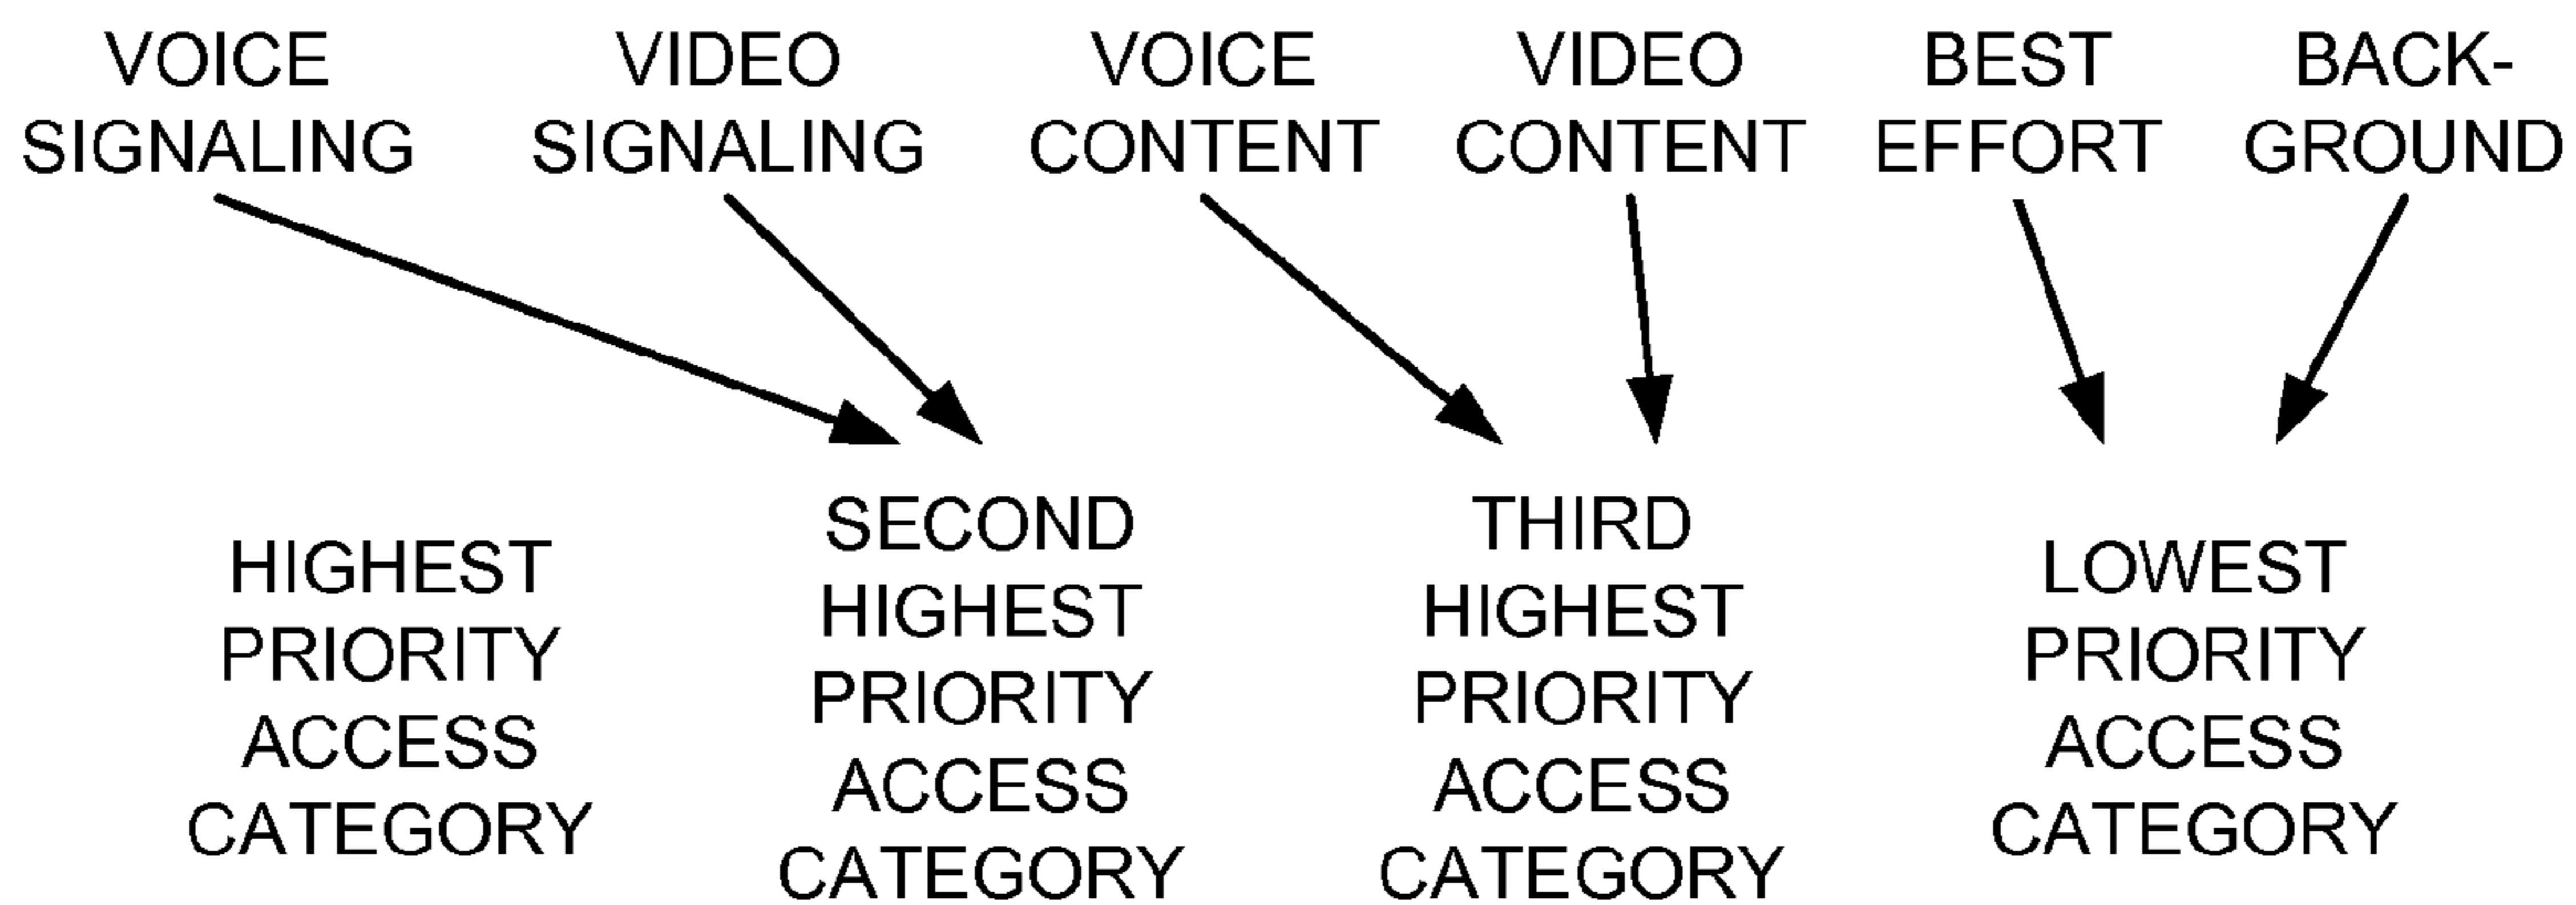 VOICE
SIGNALING
VIDEO
SIGNALING
VOICE
CONTENT
VIDEO
CONTENT
BEST
EFFORT
BACK-
GROUND
HIGHEST
PRIORITY
ACCESS
CATEGORY
SECOND
HIGHEST
PRIORITY
ACCESS
CATEGORY
THIRD
HIGHEST
PRIORITY
ACCESS
CATEGORY
LOWEST
PRIORITY
ACCESS
CATEGORY